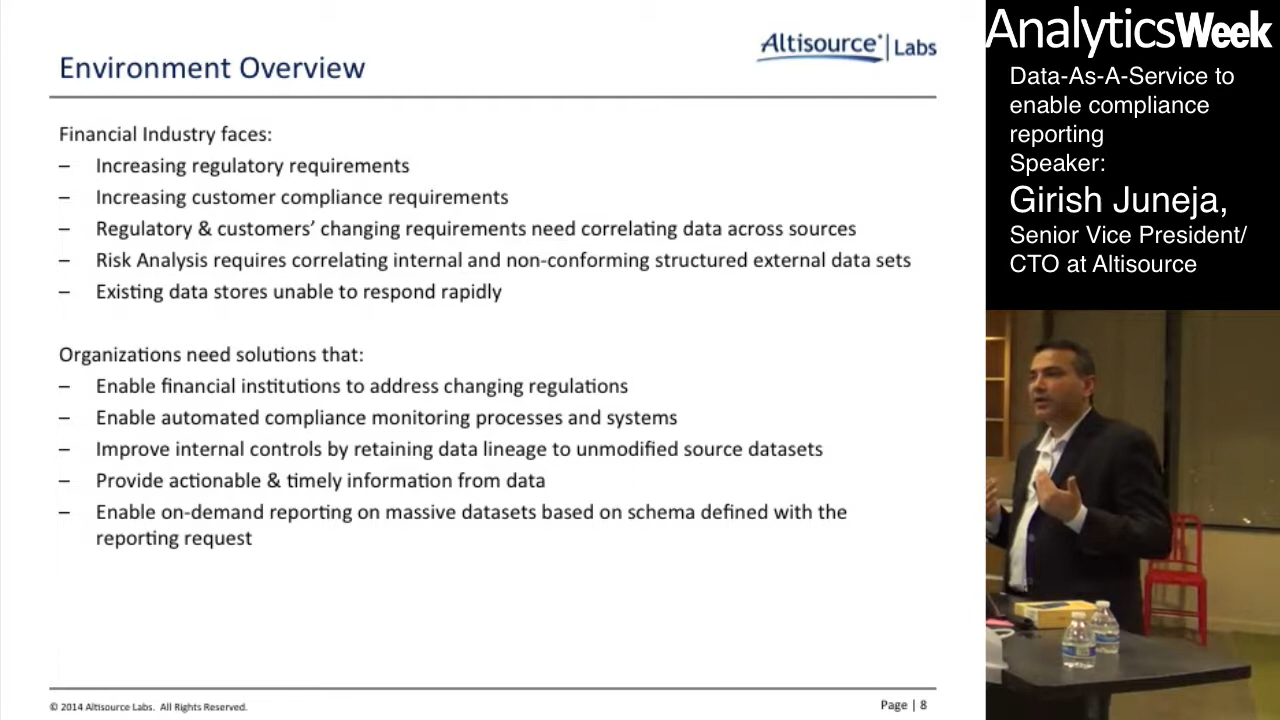 Environment Overview
Altisource® | Labs
Financial Industry faces:
– Increasing regulatory requirements
– Increasing customer compliance requirements
– Regulatory & customers’ changing requirements need correlating data across sources
– Risk Analysis requires correlating internal and non-conforming structured external data sets
– Existing data stores unable to respond rapidly
Organizations need solutions that:
– Enable financial institutions to address changing regulations
– Enable automated compliance monitoring processes and systems
– Improve internal controls by retaining data lineage to unmodified source datasets
– Provide actionable & timely information from data
– Enable on-demand reporting on massive datasets based on schema defined with the
reporting request
© 2014 Altisource Labs. All Rights Reserved.
Page | 8
AnalyticsWeek
Data-As-A-Service to
enable compliance
reporting
Speaker:
Girish Juneja,
Senior Vice President/
CTO at Altisource